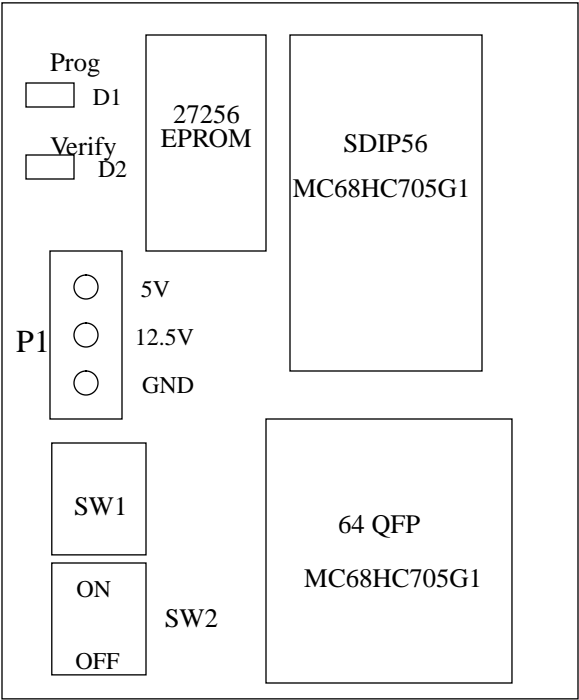 Prog
D1
Verify
D2
27256
EPROM
SDIP56
MC68HC705G1
P1
5V
12.5V
GND
SW1
ON
OFF
SW2
64 QFP
MC68HC705G1